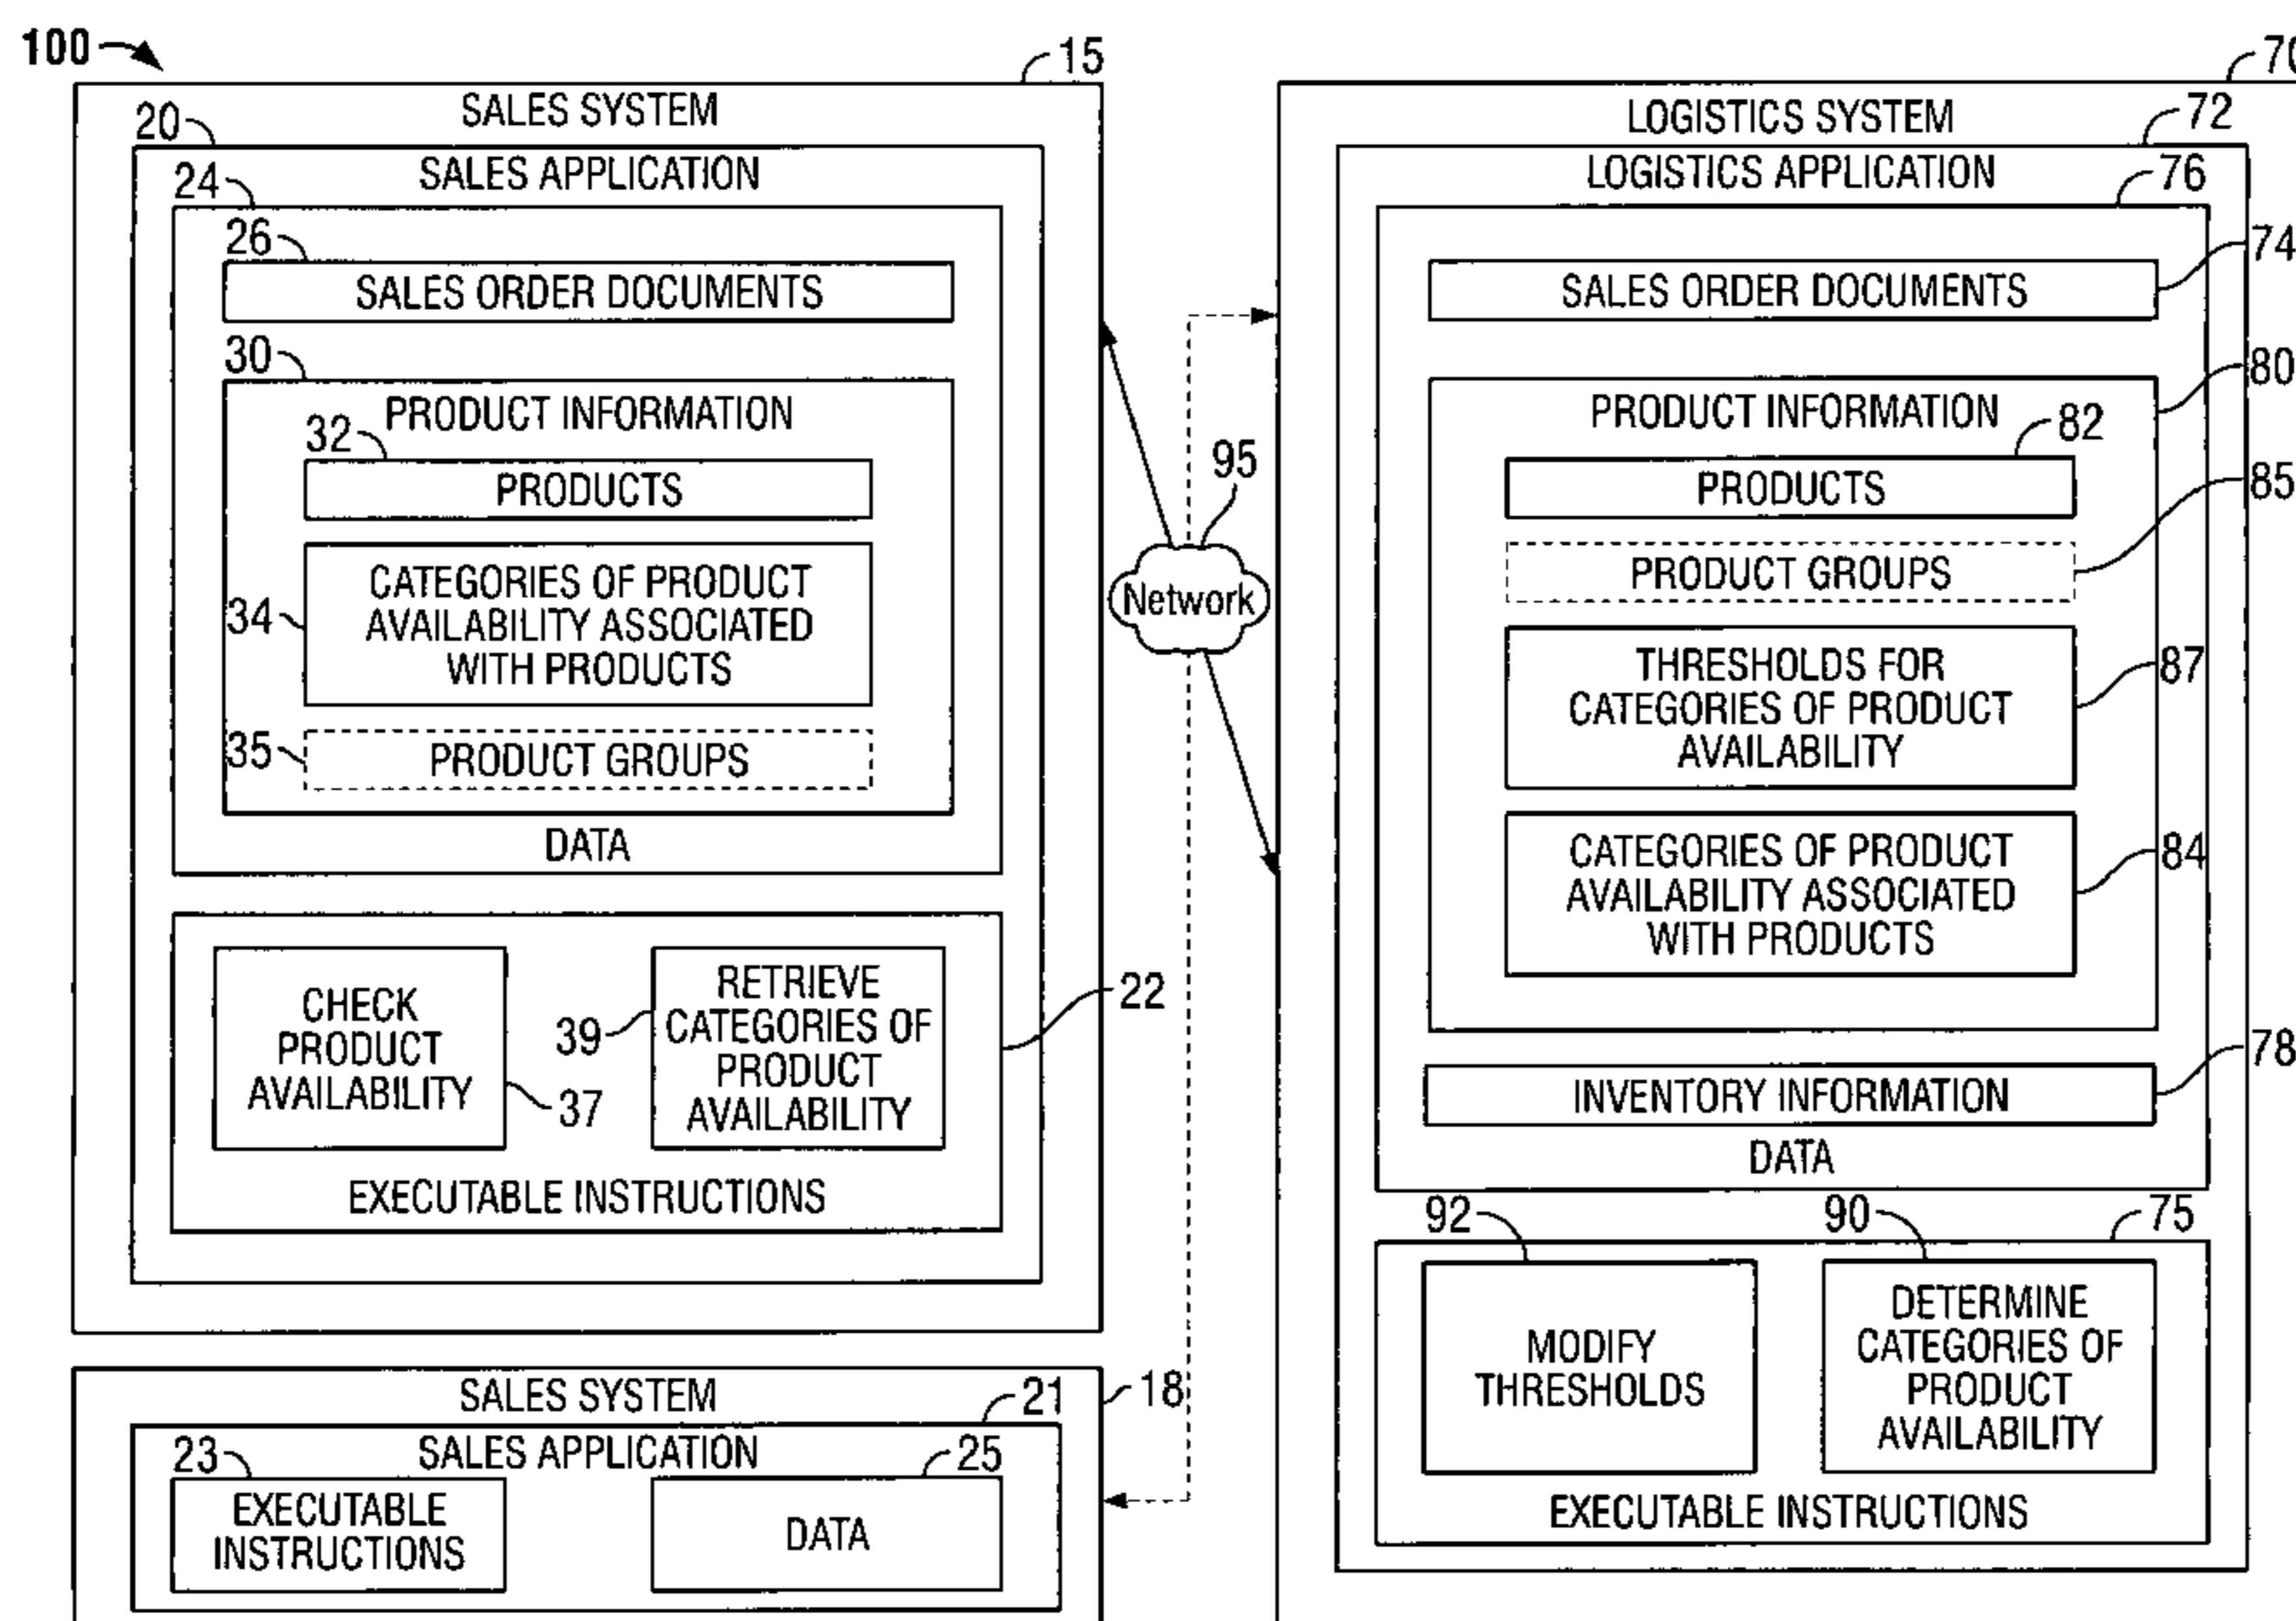 100
15
SALES SYSTEM
20
SALES APPLICATION
24
26
SALES ORDER DOCUMENTS
30
PRODUCT INFORMATION
32
PRODUCTS
34
CATEGORIES OF PRODUCT
AVAILABILITY ASSOCIATED
WITH PRODUCTS
35
PRODUCT GROUPS
DATA
CHECK
PRODUCT
AVAILABILITY
37
39
RETRIEVE
CATEGORIES OF
PRODUCT
AVAILABILITY
22
EXECUTABLE INSTRUCTIONS
SALES SYSTEM
18
21
SALES APPLICATION
23
EXECUTABLE
INSTRUCTIONS
25
DATA
95
Network
70
LOGISTICS SYSTEM
72
LOGISTICS APPLICATION
76
SALES ORDER DOCUMENTS
74
80
PRODUCT INFORMATION
82
PRODUCTS
85
PRODUCT GROUPS
THRESHOLDS FOR
CATEGORIES OF PRODUCT
AVAILABILITY
87
CATEGORIES OF PRODUCT
AVAILABILITY ASSOCIATED
WITH PRODUCTS
84
INVENTORY INFORMATION
78
DATA
92
90
75
MODIFY
THRESHOLDS
DETERMINE
CATEGORIES OF
PRODUCT
AVAILABILITY
EXECUTABLE INSTRUCTIONS